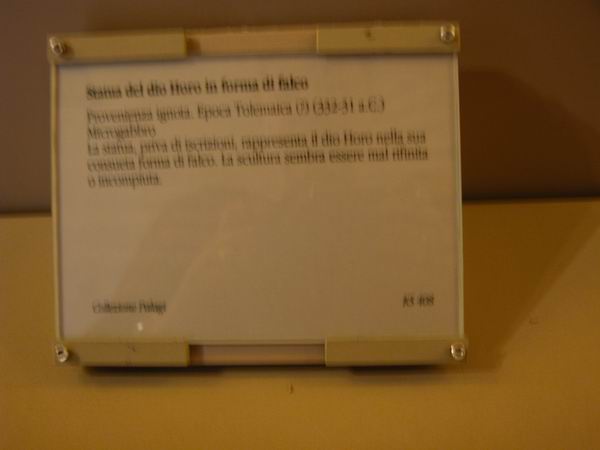 Statua del dio Horo in forma di falco
Provenienza ignota. Epoca Tolemaica (?) (332-31 a.C.)
Microgabbro
La statua, priva di iscrizioni, rappresenta il dio Horo nella sua
consueta forma di falco. La scultura sembra essere mal rifinita
o incompiuta.
Collezione Palagi
KS 408